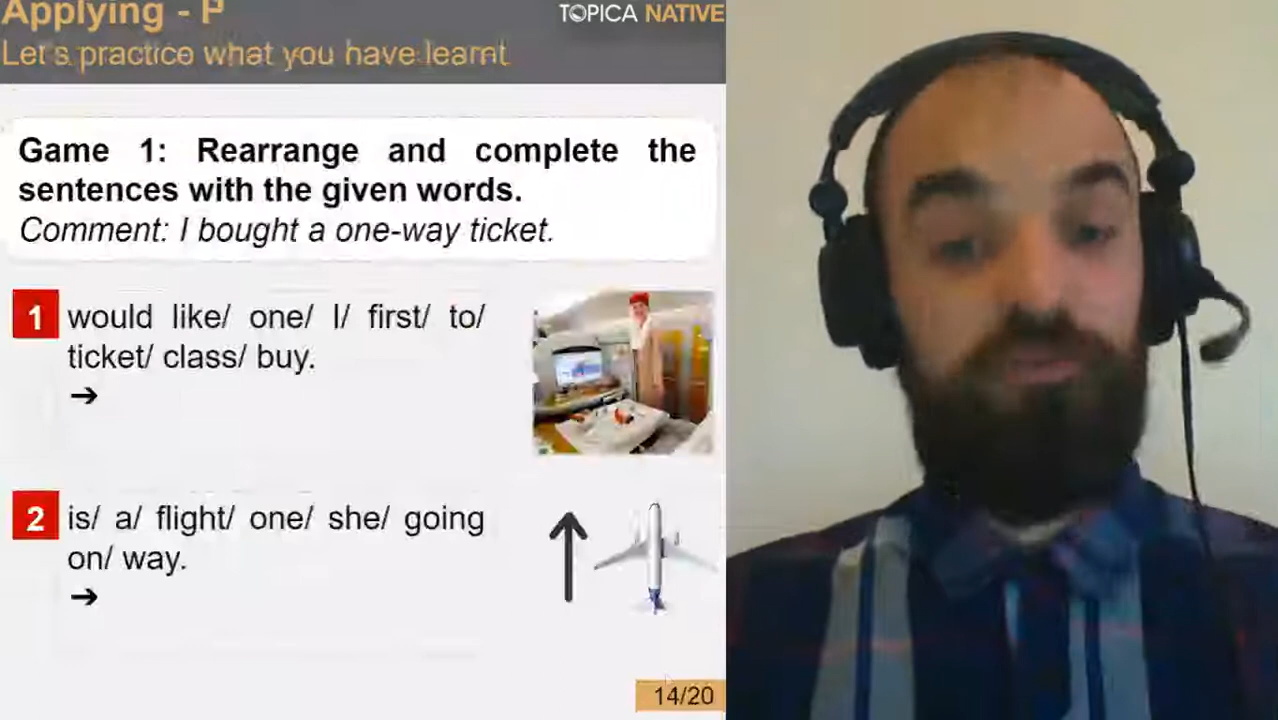 Applying - P
TOPICA NATIVE
Let's practice what you have learnt
Game 1: Rearrange and complete the
sentences with the given words.
Comment: I bought a one-way ticket.
1 would like/ one/ I/ first/ to/
ticket/ class/ buy.
➔
2 is/ a/ flight/ one/ she/ going
on/ way.
➔
14/20